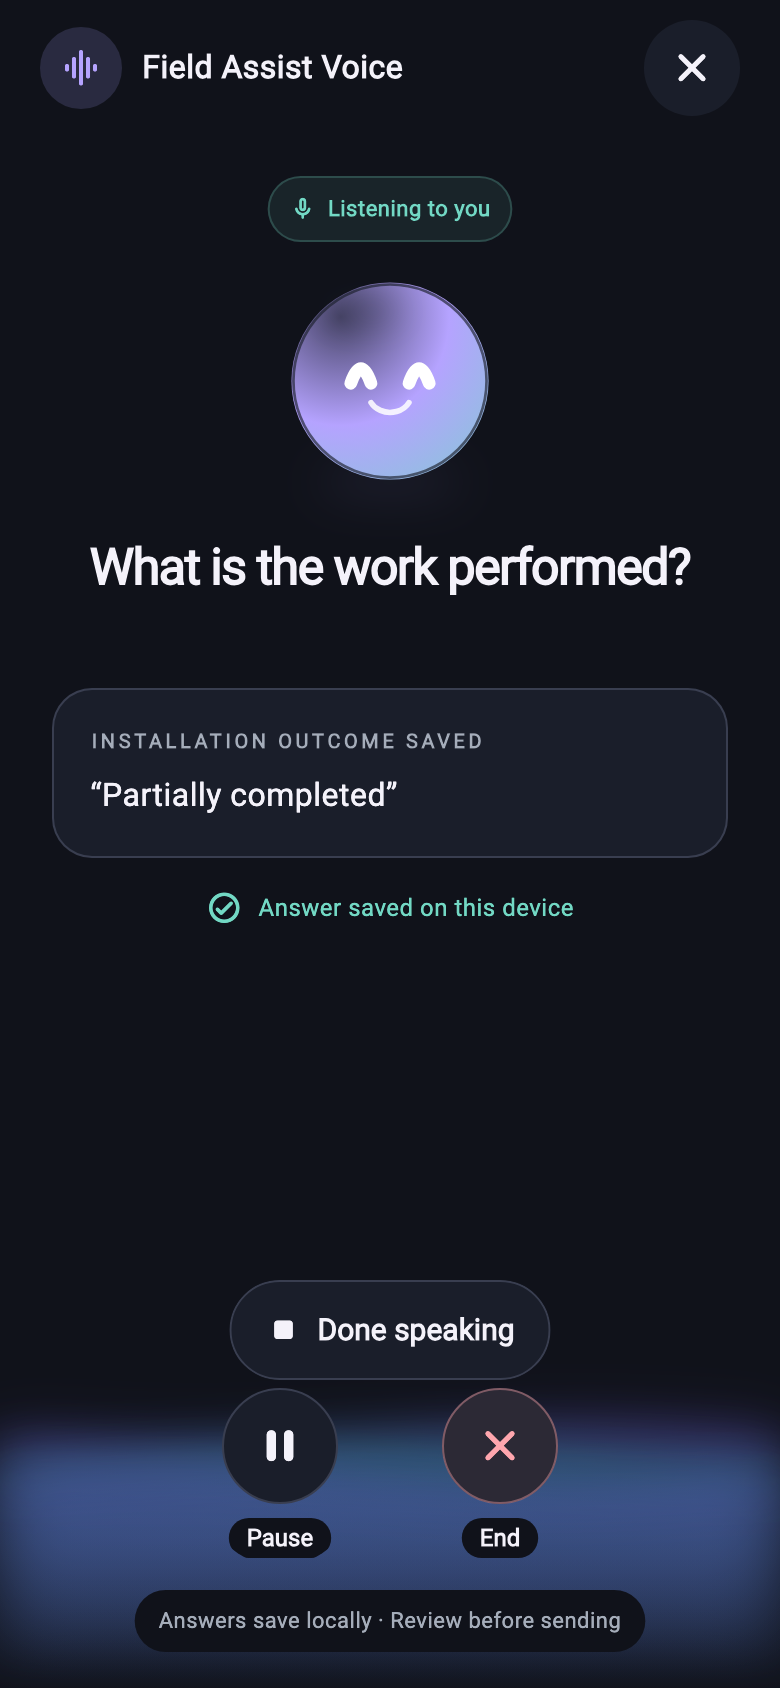 Field Assist Voice
Listening to you
What is the work performed?
INSTALLATION OUTCOME SAVED
“Partially completed”
Answer saved on this device
Done speaking
Pause
End
Answers save locally · Review before sending